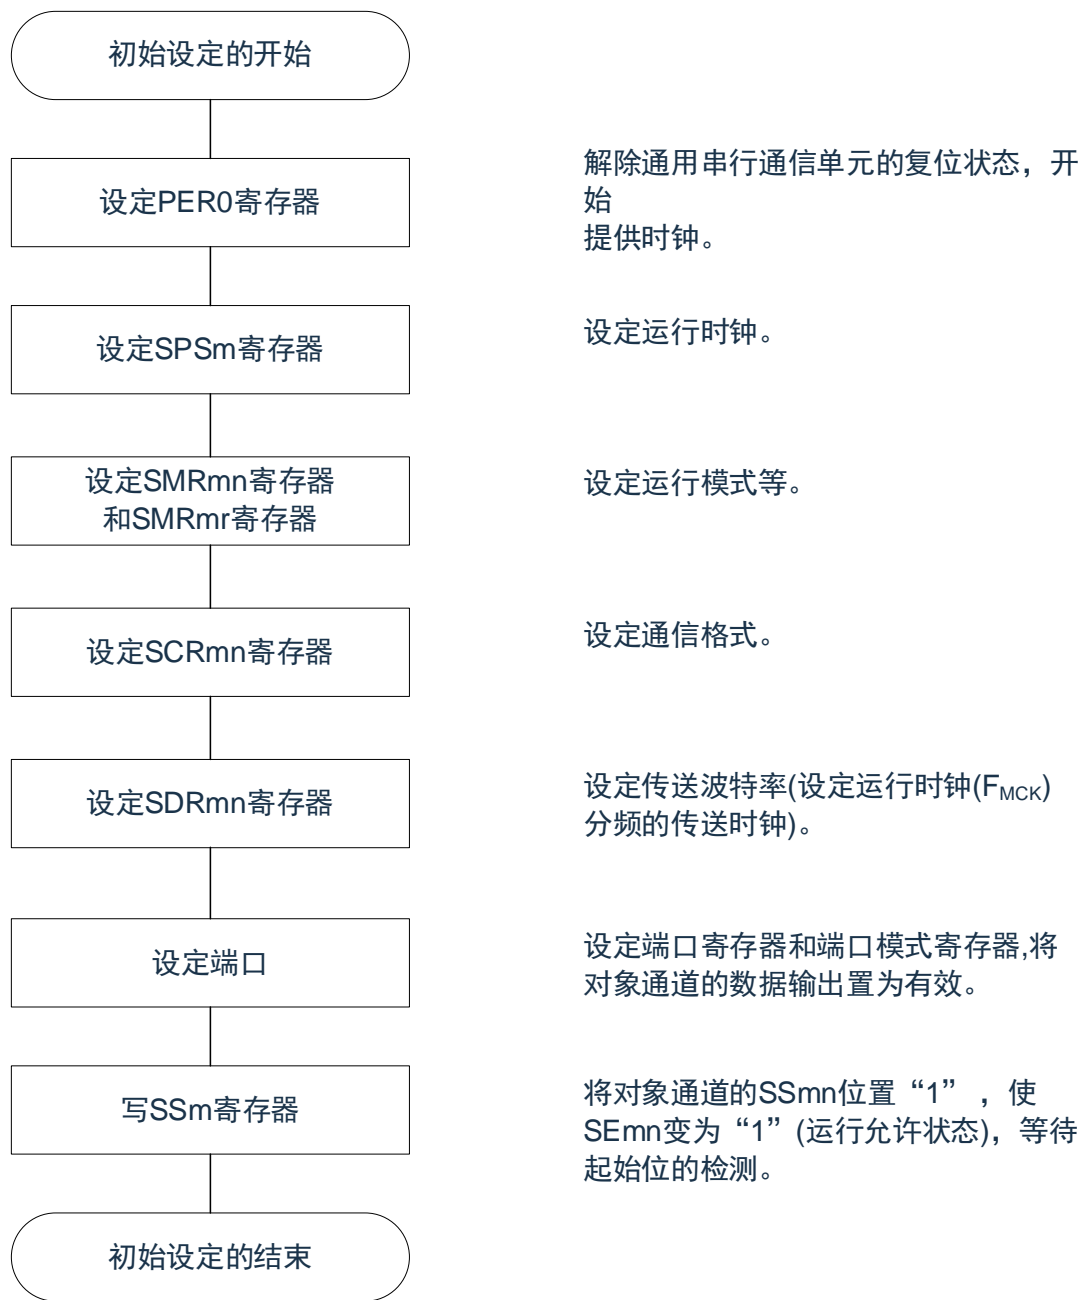 初始设定的开始
设定PER0寄存器
解除通用串行通信单元的复位状态，开
始
提供时钟。
设定SPSm寄存器
设定运行时钟。
设定SMRmn寄存器
和SMRmr寄存器
设定运行模式等。
设定SCRmn寄存器
设定通信格式。
设定SDRmn寄存器
设定传送波特率(设定运行时钟(FMCK)
分频的传送时钟)。
设定端口
设定端口寄存器和端口模式寄存器,将
对象通道的数据输出置为有效。
写SSm寄存器
将对象通道的SSmn位置“1”，使
SEmn变为“1”(运行允许状态)，等待
起始位的检测。
初始设定的结束